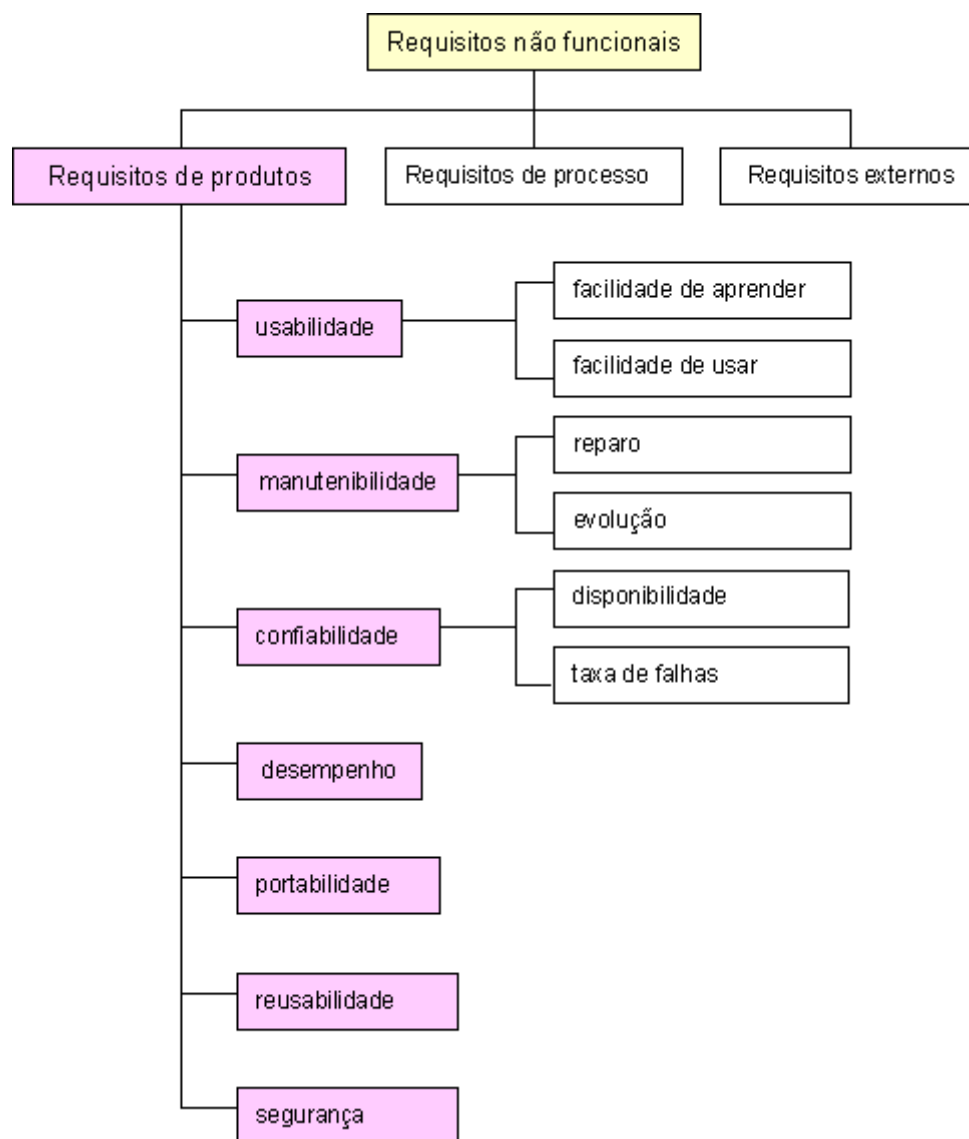 Requisitos não funcionais
Requisitos de produtos
Requisitos de processo
Requisitos externos
usabilidade
facilidade de aprender
facilidade de usar
manutenibilidade
reparo
evolução
confiabilidade
disponibilidade
taxa de falhas
desempenho
portabilidade
reusabilidade
segurança